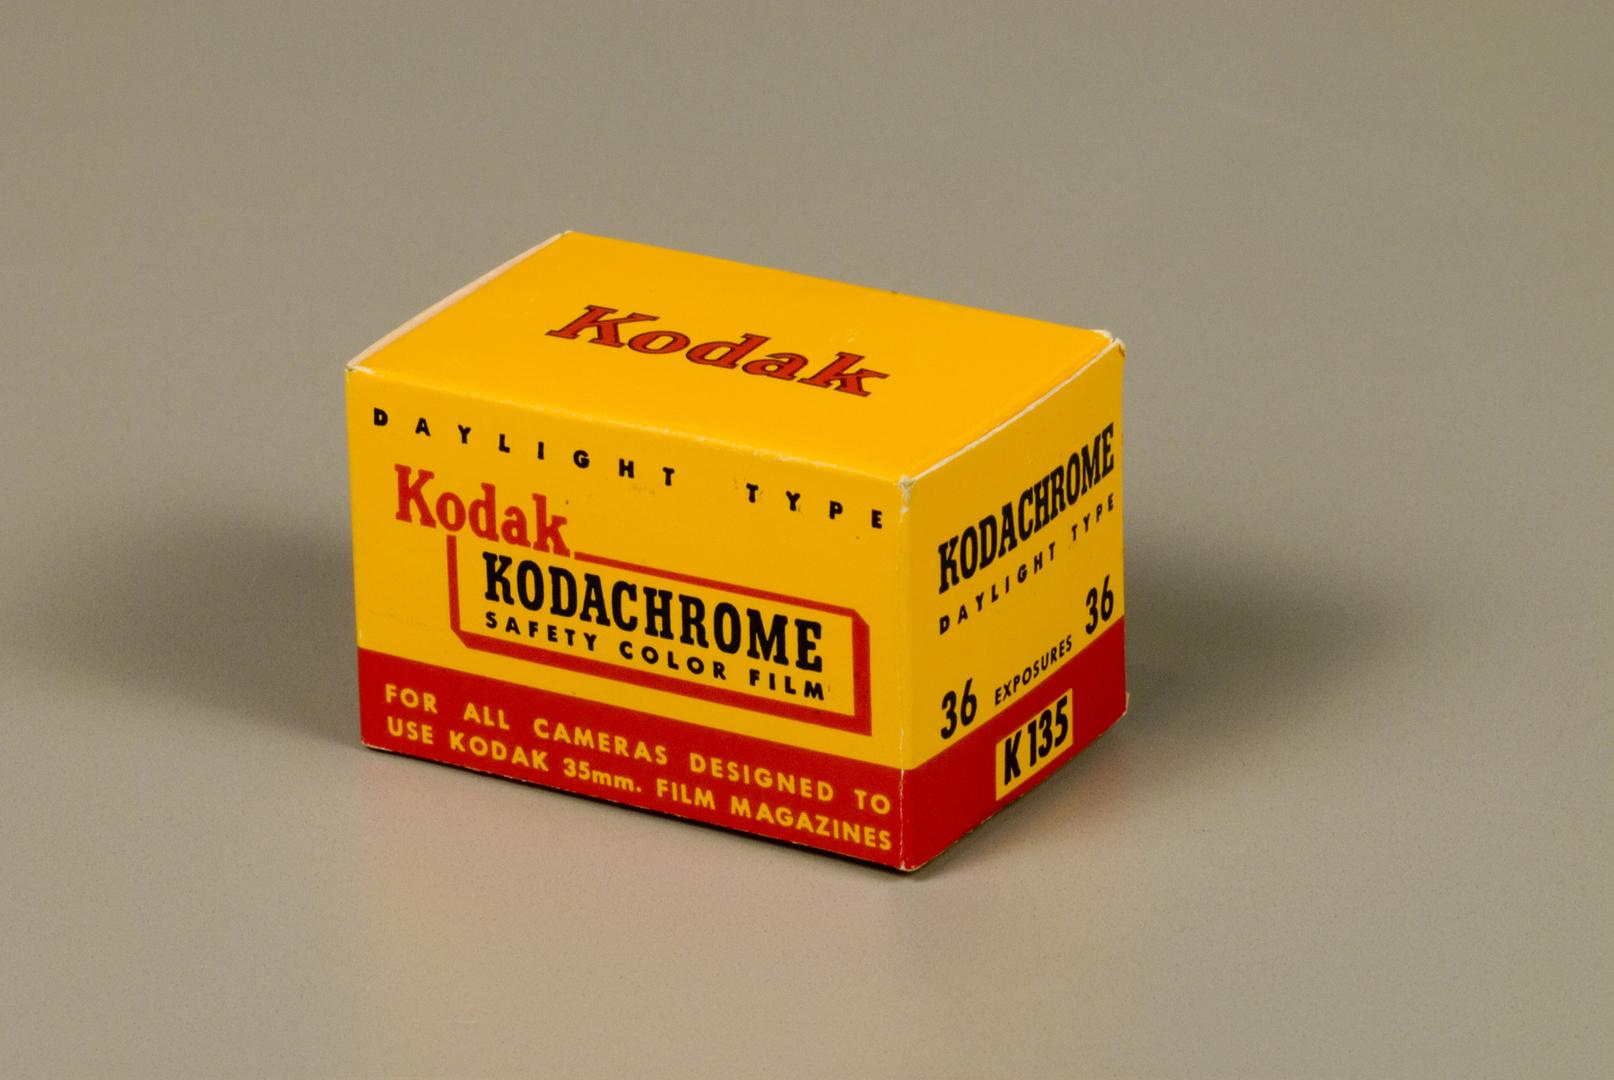 Kodak
DAYLIGHT TYPE
Kodak
KODACHROME
SAFETY COLOR FILM
FOR ALL CAMERAS DESIGNED TO
USE KODAK 35mm. FILM MAGAZINES
KODACHROME
DAYLIGHT TYPE
36 EXPOSURES 36
K 135